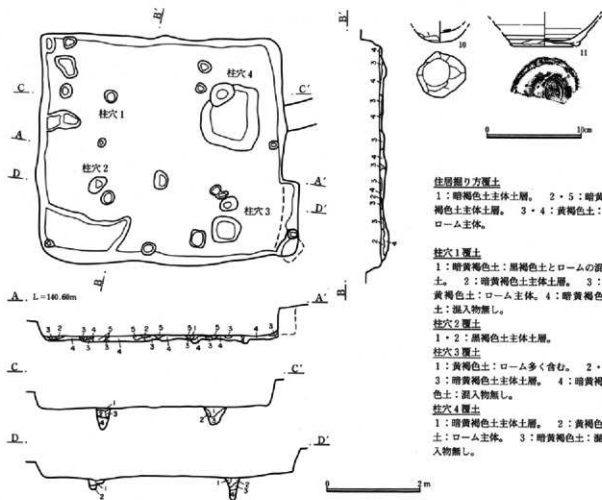 B′
B′
A
柱穴 4
10
11
C
C′
柱穴 1
A
0
10cm
柱穴 2
D
A′
D′
柱穴 3
B
B
住居掘り方覆土
1：暗褐色土主体土層。 2・5：暗黄
褐色土主体土層。 3・4：黄褐色土：
ローム主体。
柱穴 1 覆土
1：暗黄褐色土：黒褐色土とロームの混
土。 2：暗黄褐色土主体土層。 3：
黄褐色土：ローム主体。4：暗黄褐色
土：混入物無し。
柱穴 2 覆土
1・2：黒褐色土主体土層。
柱穴 3 覆土
1：黄褐色土：ローム多く含む。 2・
3：暗黄褐色土主体土層。 4：暗黄褐
色土：混入物無し。
柱穴 4 覆土
1：暗黄褐色土主体土層。 2：黄褐色
土：ローム主体。 3：暗黄褐色土：混
入物無し。
A
L=140.60m
A′
C
C′
D
D′
0
2 m